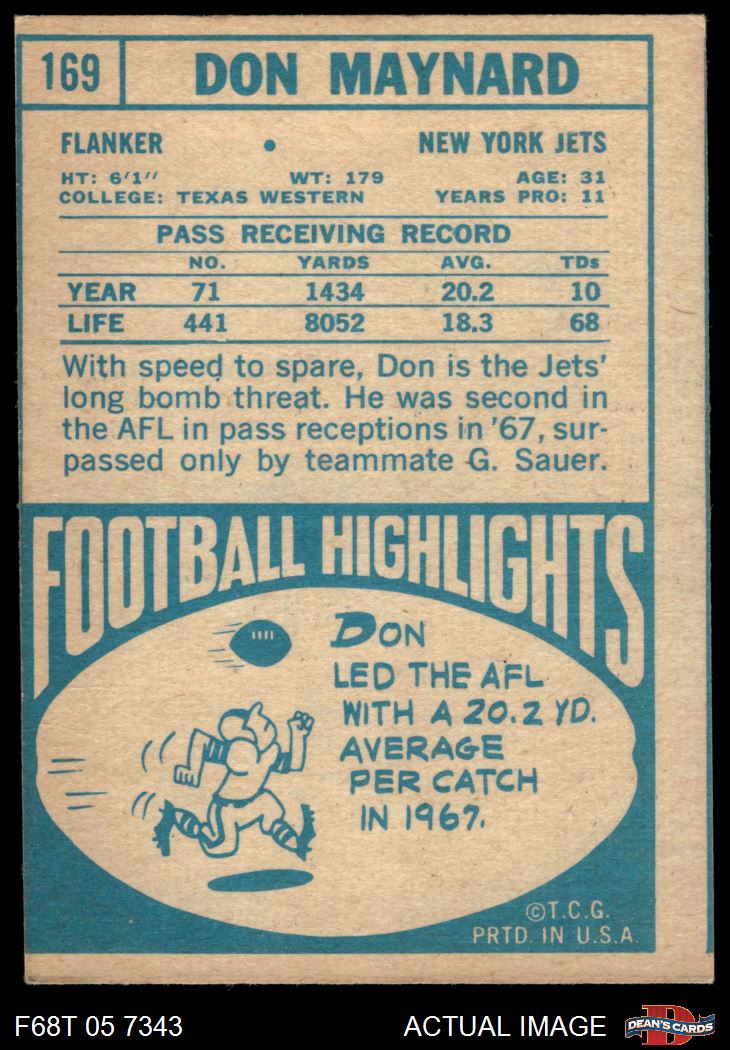 169 DON MAYNARD
FLANKER • NEW YORK JETS
HT: 6'1" WT: 179 AGE: 31
COLLEGE: TEXAS WESTERN YEARS PRO: 11
PASS RECEIVING RECORD
NO. YARDS AVG. TDs
YEAR 71 1434 20.2 10
LIFE 441 8052 18.3 68
With speed to spare, Don is the Jets'
long bomb threat. He was second in
the AFL in pass receptions in '67, sur-
passed only by teammate G. Sauer.
FOOTBALL HIGHLIGHTS
DON
LED THE AFL
WITH A 20.2 YD.
AVERAGE
PER CATCH
IN 1967.
©T.C.G.
PRTD. IN U.S.A.
F68T 05 7343 ACTUAL IMAGE DEAN'S CARDS